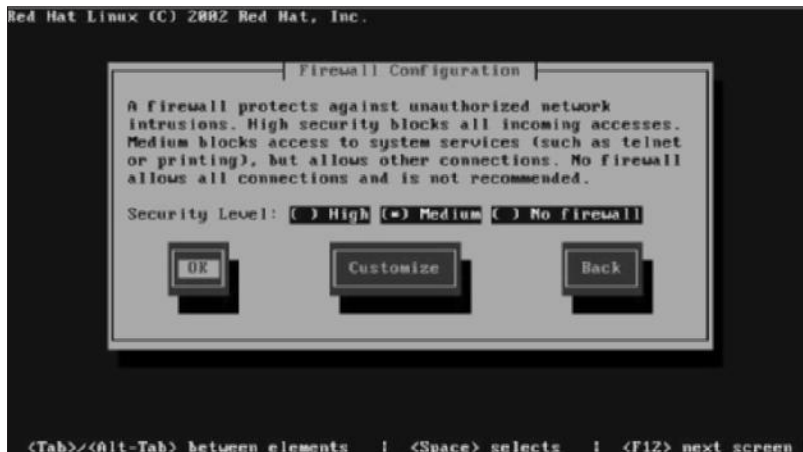 Red Hat Linux (C) 2002 Red Hat, Inc.
Firewall Configuration
A firewall protects against unauthorized network
intrusions. High security blocks all incoming accesses.
Medium blocks access to system services (such as telnet
or printing), but allows other connections. No firewall
allows all connections and is not recommended.
Security Level: ( ) High (*) Medium ( ) No firewall
OK Customize Back
<Tab>/<Alt-Tab> between elements | <Space> selects | <F12> next screen